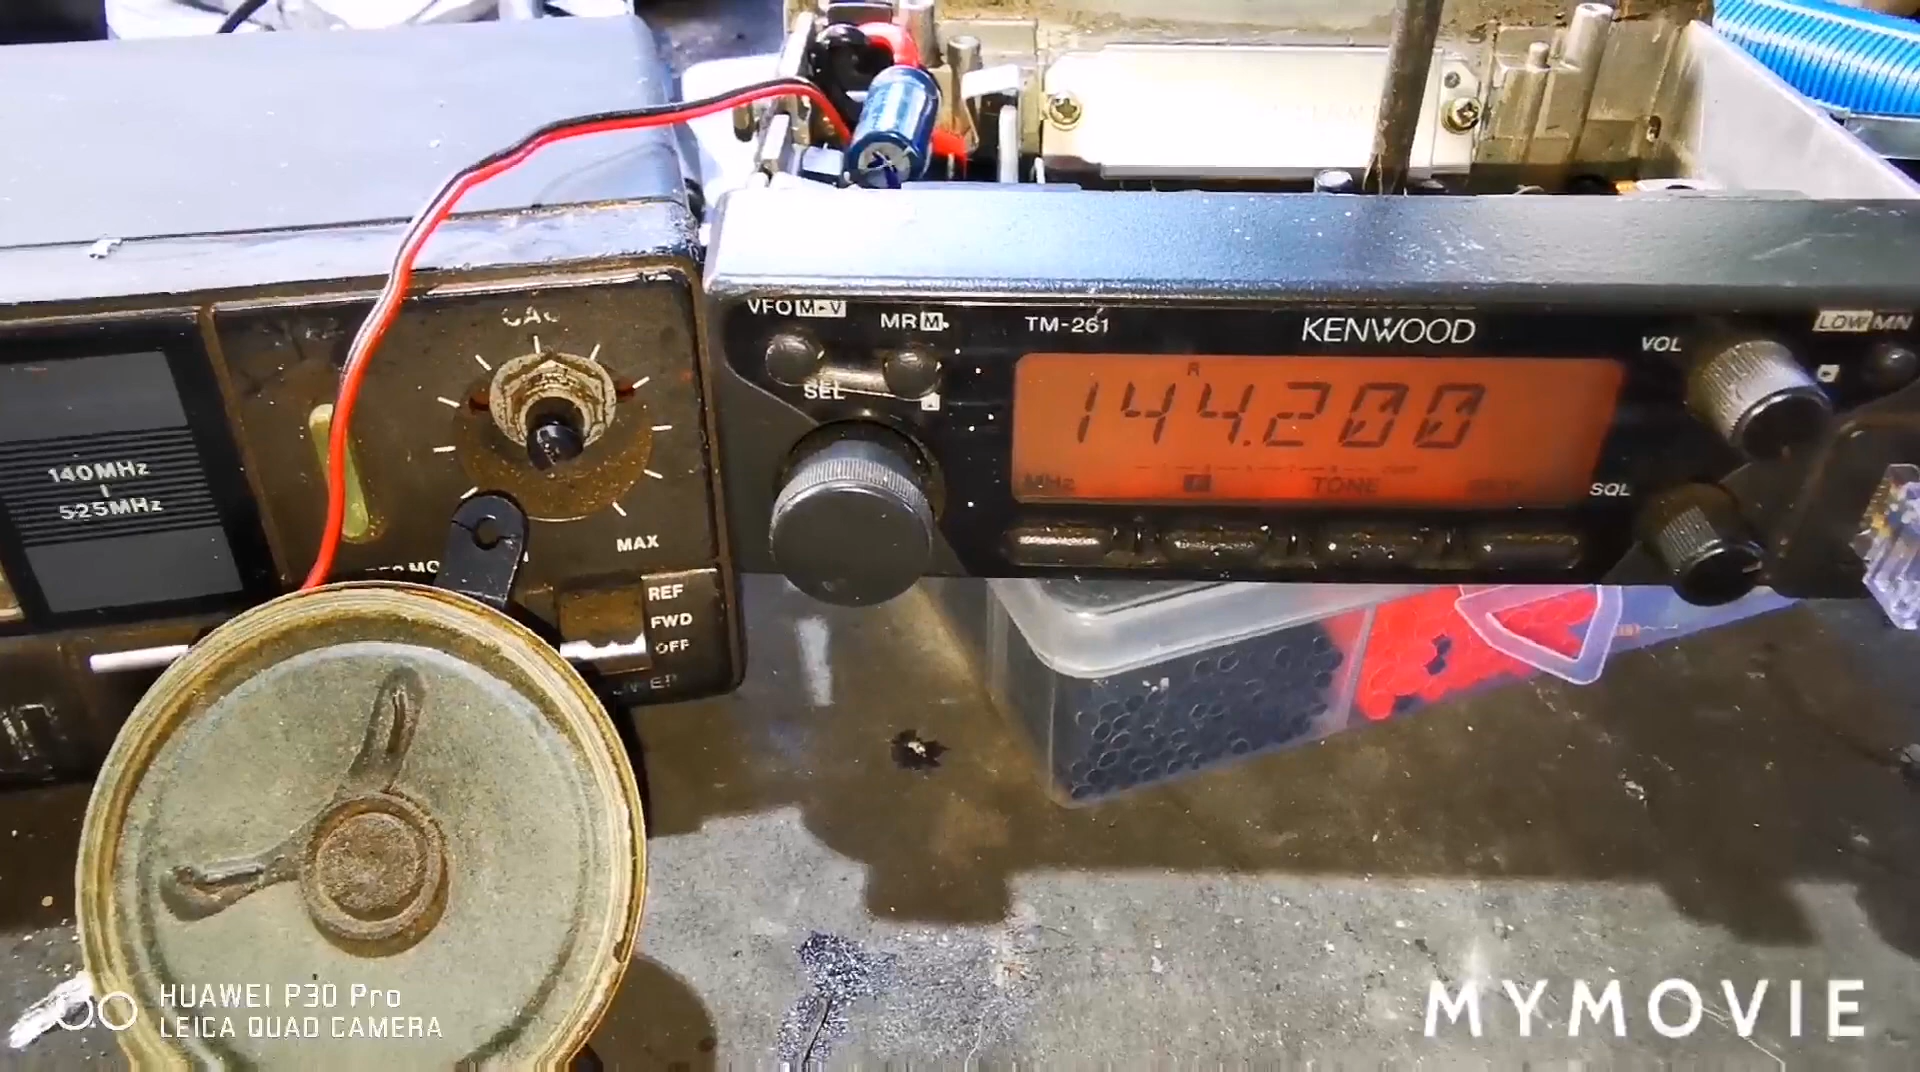 VFO M▸V
MR M
TM-261
KENWOOD
VOL
LOW MN
SEL
144.200
MHz
F
TONE
SQL
140MHz
525MHz
MAX
REF
FWD
OFF
HUAWEI P30 Pro
LEICA QUAD CAMERA
MYMOVIE